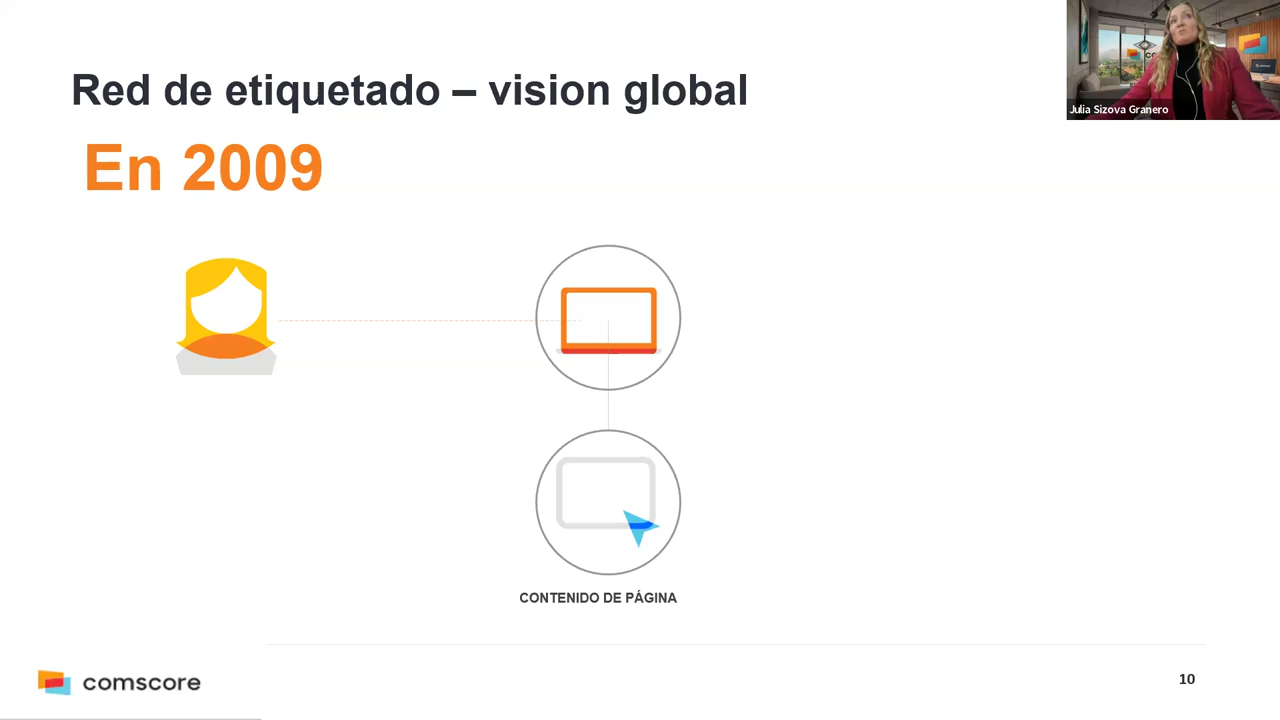 Red de etiquetado – vision global
Julia Sizova Granero
En 2009
CONTENIDO DE PÁGINA
comscore
10